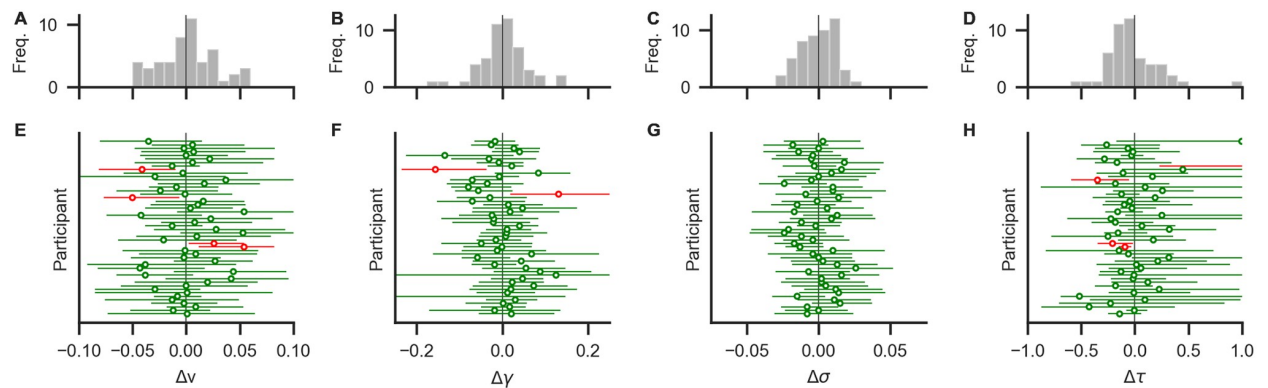 A
B
C
D
Freq.
10
0
Freq.
10
0
Freq.
10
0
Freq.
10
0
E
F
G
H
Participant
Participant
Participant
Participant
−0.10 −0.05 0.00 0.05 0.10
−0.2 0.0 0.2
−0.05 0.00 0.05
−1.0 −0.5 0.0 0.5 1.0
Δv
Δγ
Δσ
Δτ